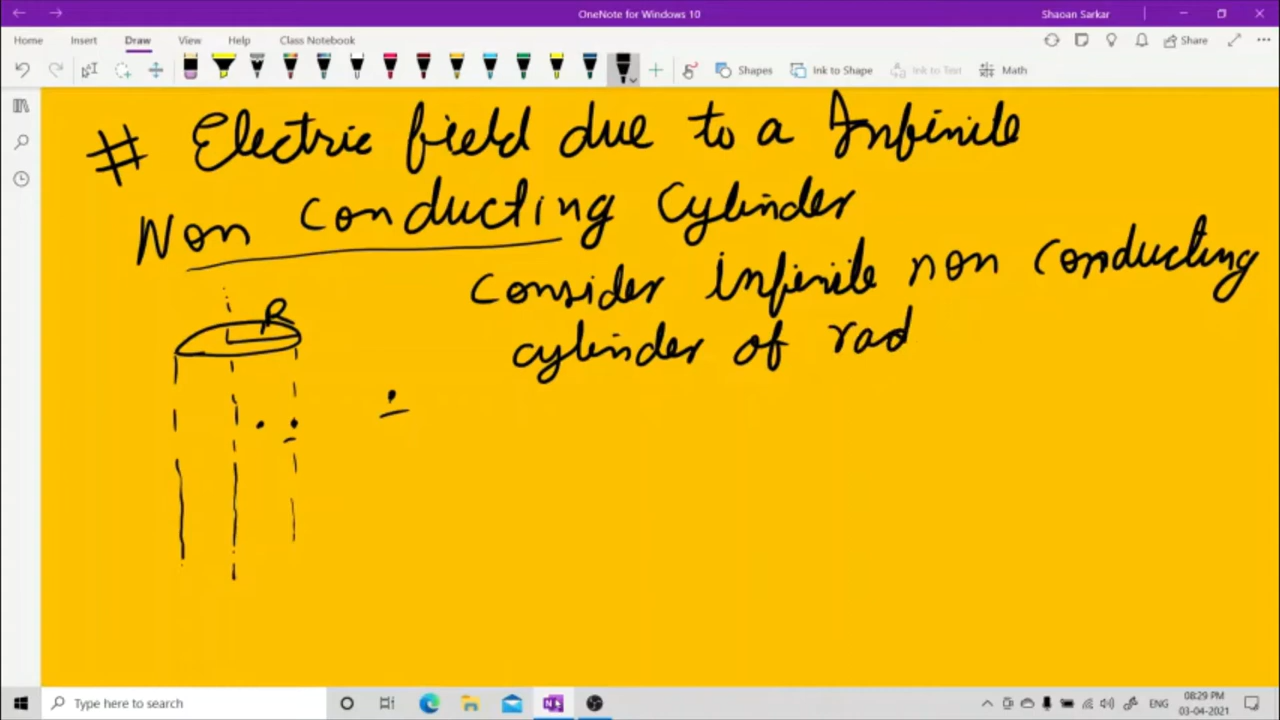 OneNote for Windows 10
Shaoan Sarkar
Home Insert Draw View Help Class Notebook
Share
Shapes Ink to Shape Ink to Text Math
# Electric field due to a Infinite
Non conducting Cylinder
Consider infinite non conducting
cylinder of rad
R
Type here to search
ENG
08:29 PM
03-04-2021